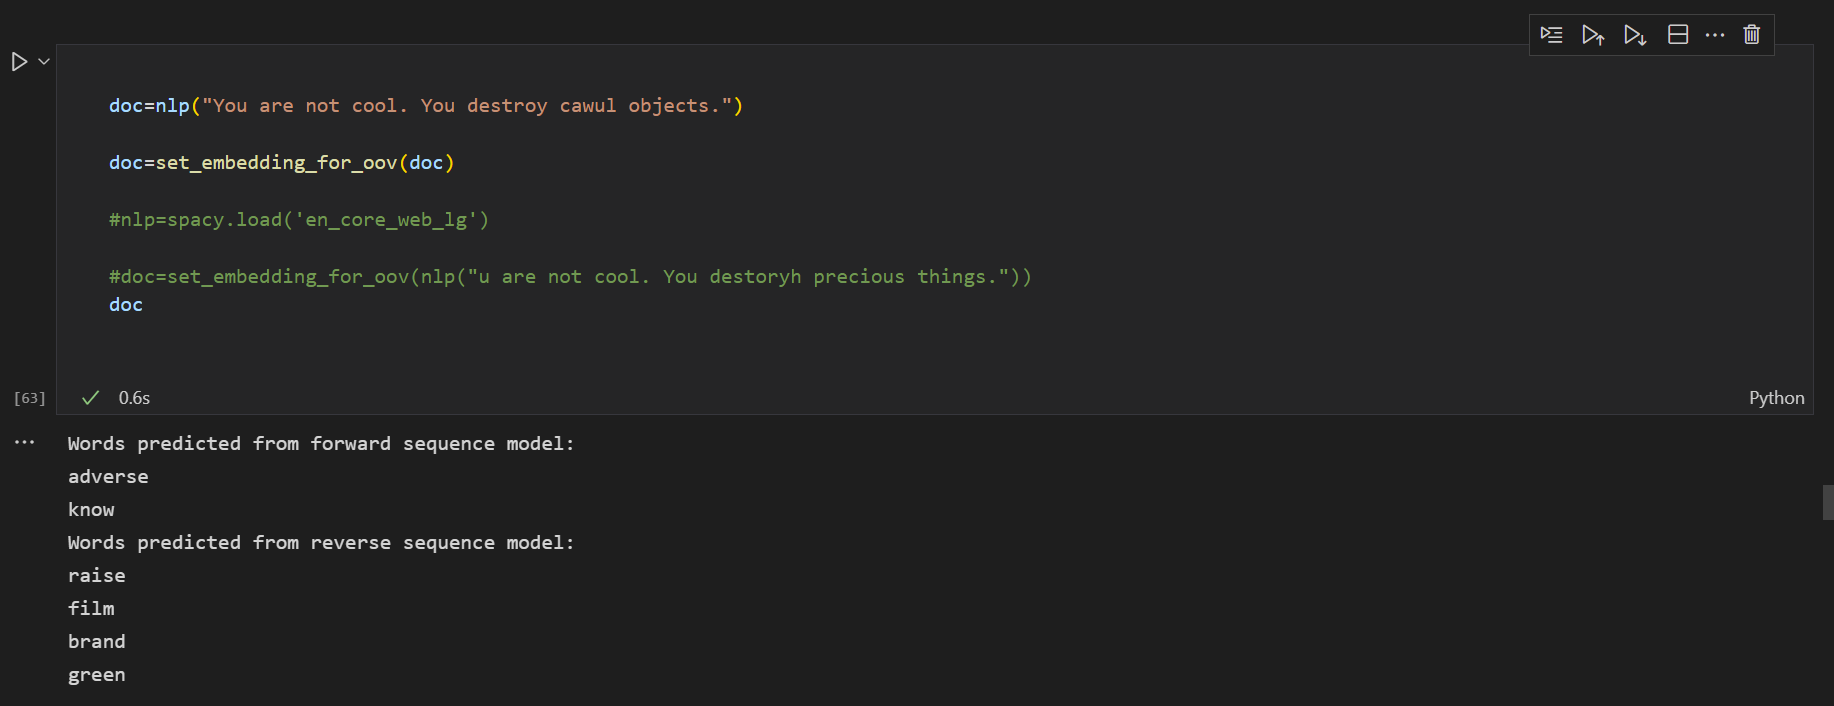 doc=nlp("You are not cool. You destroy cawul objects.")
doc=set_embedding_for_oov(doc)
#nlp=spacy.load('en_core_web_lg')
#doc=set_embedding_for_oov(nlp("u are not cool. You destoryh precious things."))
doc
[63]
0.6s
Python
Words predicted from forward sequence model:
adverse
know
Words predicted from reverse sequence model:
raise
film
brand
green